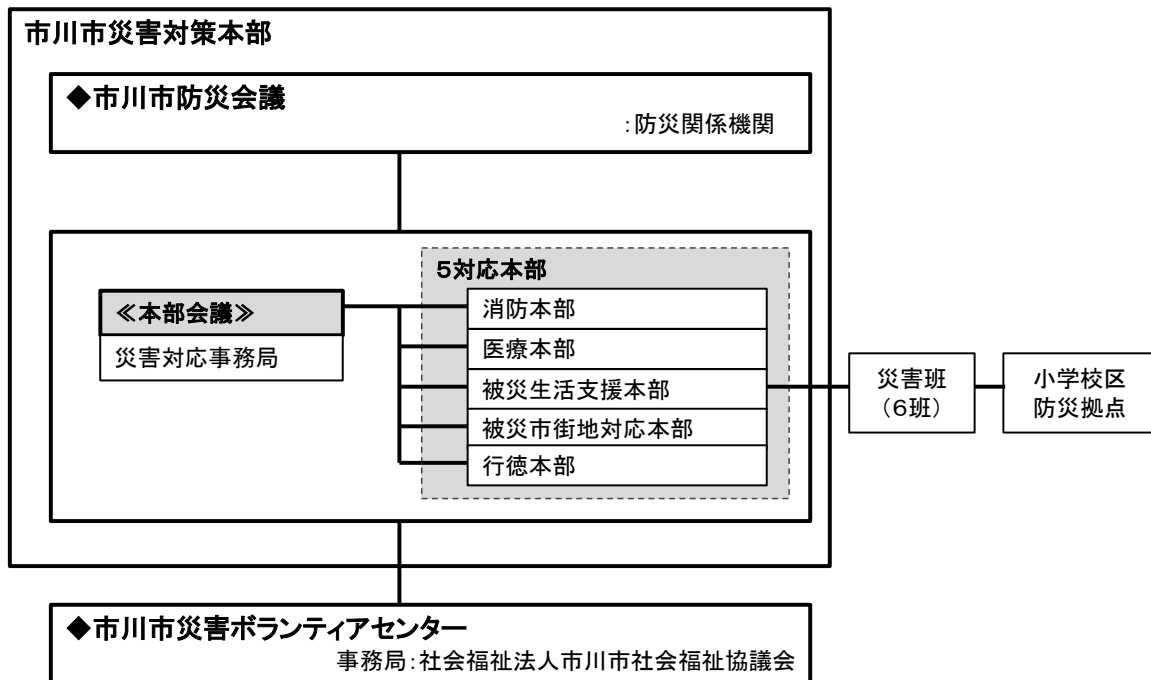 市川市災害対策本部
◆市川市防災会議
:防災関係機関
5対応本部
≪本部会議≫
災害対応事務局
消防本部
医療本部
被災生活支援本部
被災市街地対応本部
行徳本部
災害班
（6班）
小学校区
防災拠点
◆市川市災害ボランティアセンター
事務局:社会福祉法人市川市社会福祉協議会